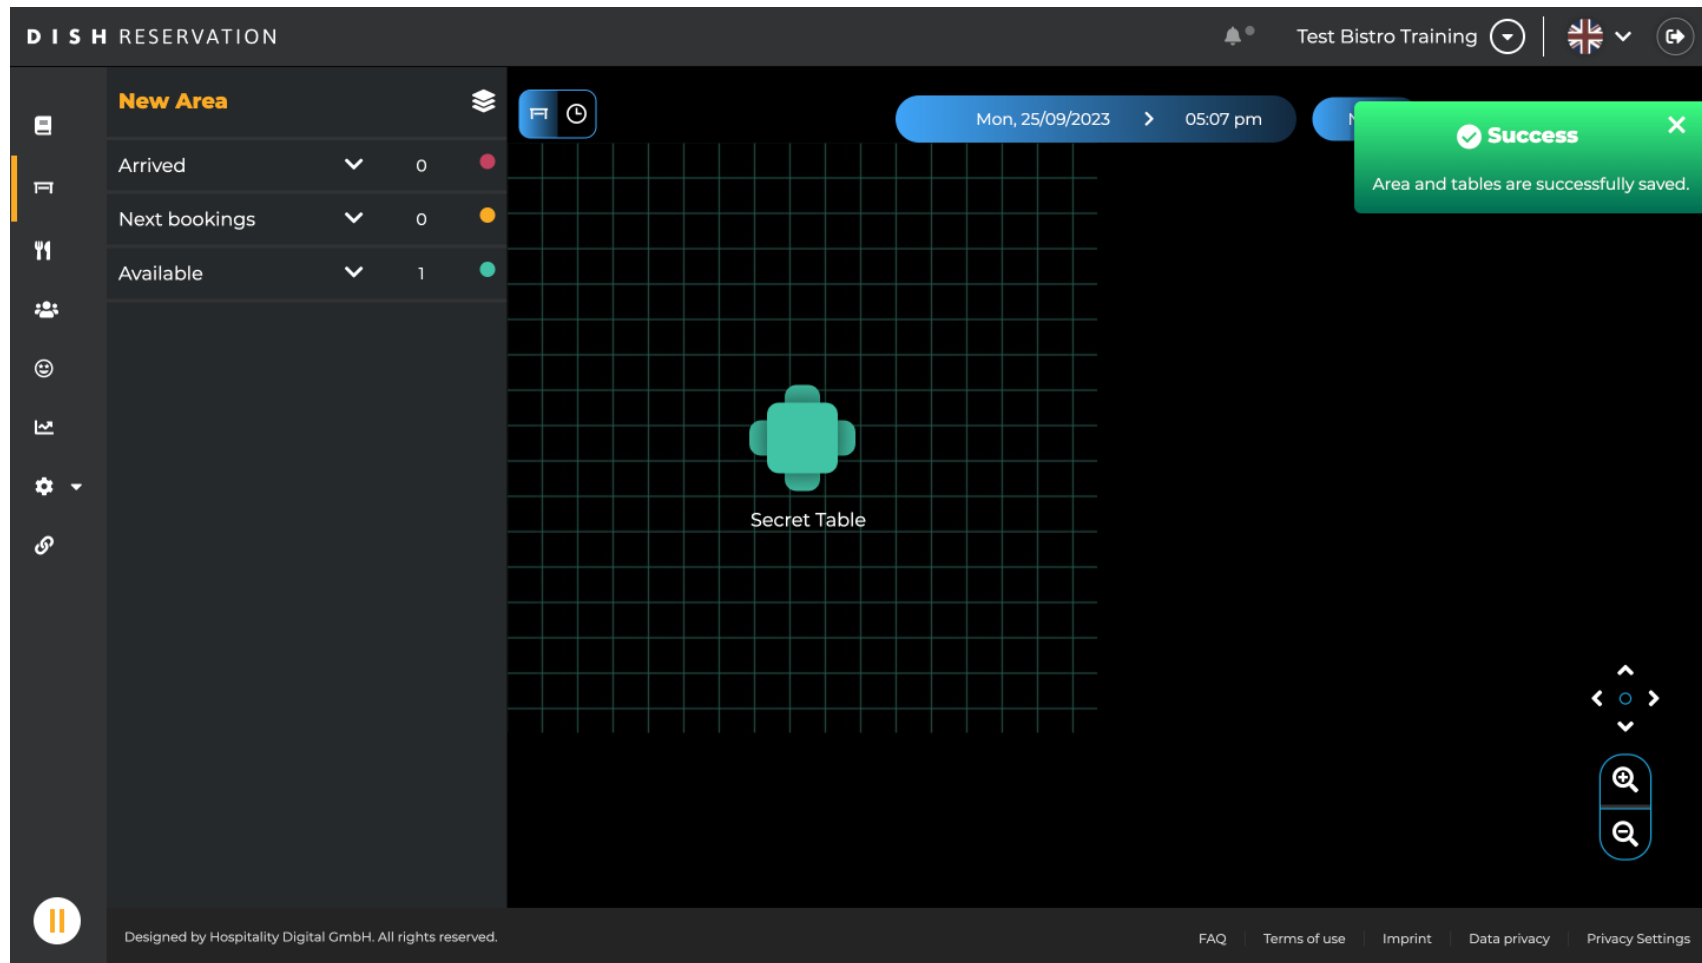 DISH RESERVATION
Test Bistro Training
New Area
Mon, 25/09/2023
05:07 pm
Success
Area and tables are successfully saved.
Arrived 0
Next bookings 0
Available 1
Secret Table
Designed by Hospitality Digital GmbH. All rights reserved.
FAQ
Terms of use
Imprint
Data privacy
Privacy Settings